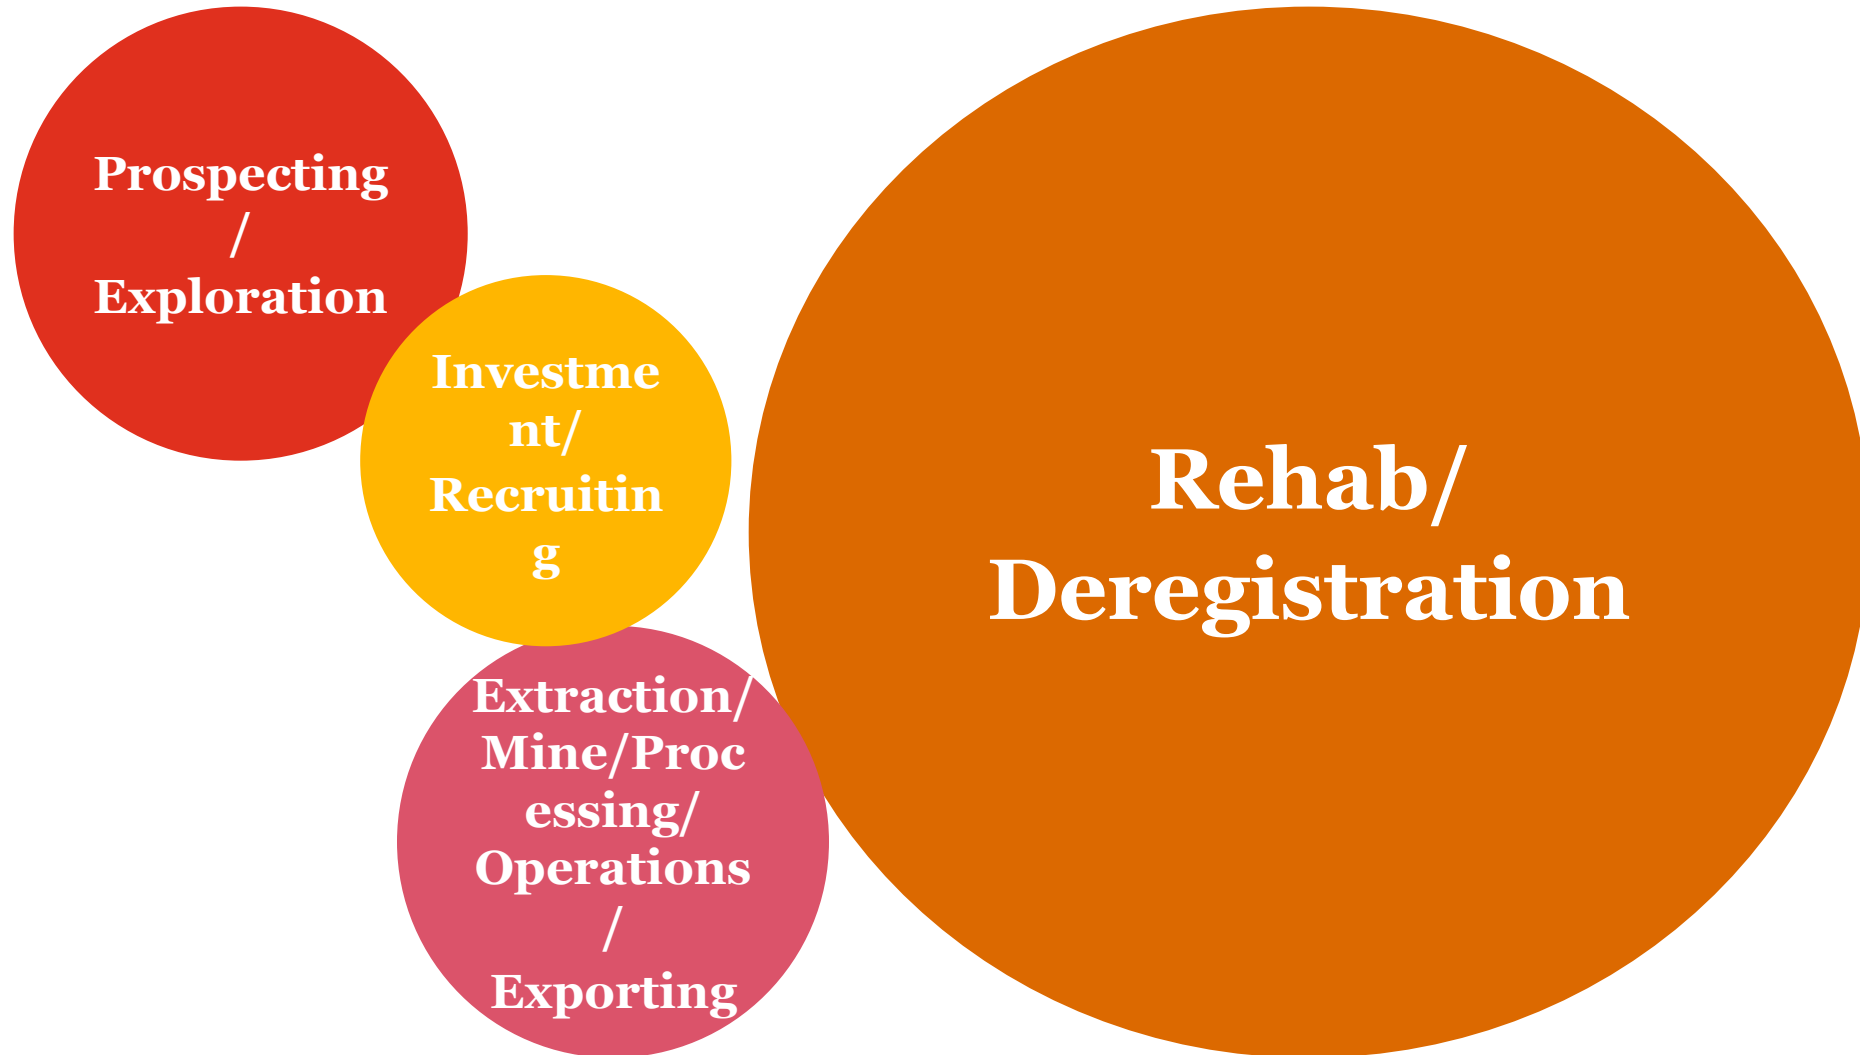 Prospecting
/
Exploration
Investme
nt/
Recruitin
g
Extraction/
Mine/Proc
essing/
Operations
/
Exporting
Rehab/
Deregistration